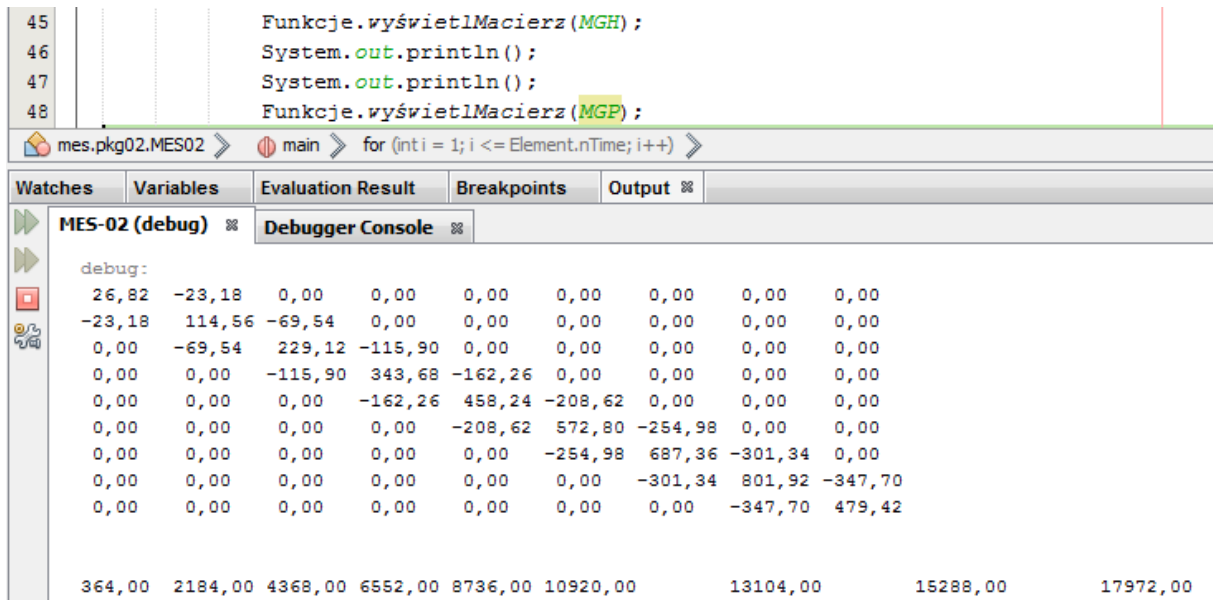 45 Funkcje.wyświetlMacierz(MGH);
46 System.out.println();
47 System.out.println();
48 Funkcje.wyświetlMacierz(MGP);
mes.pkg02.MES02 main for (int i = 1; i <= Element.nTime; i++)
Watches Variables Evaluation Result Breakpoints Output
MES-02 (debug) Debugger Console
debug:
26,82 -23,18 0,00 0,00 0,00 0,00 0,00 0,00 0,00
-23,18 114,56 -69,54 0,00 0,00 0,00 0,00 0,00 0,00
0,00 -69,54 229,12 -115,90 0,00 0,00 0,00 0,00 0,00
0,00 0,00 -115,90 343,68 -162,26 0,00 0,00 0,00 0,00
0,00 0,00 0,00 -162,26 458,24 -208,62 0,00 0,00 0,00
0,00 0,00 0,00 0,00 -208,62 572,80 -254,98 0,00 0,00
0,00 0,00 0,00 0,00 0,00 -254,98 687,36 -301,34 0,00
0,00 0,00 0,00 0,00 0,00 0,00 -301,34 801,92 -347,70
0,00 0,00 0,00 0,00 0,00 0,00 0,00 -347,70 479,42
364,00 2184,00 4368,00 6552,00 8736,00 10920,00 13104,00 15288,00 17972,00